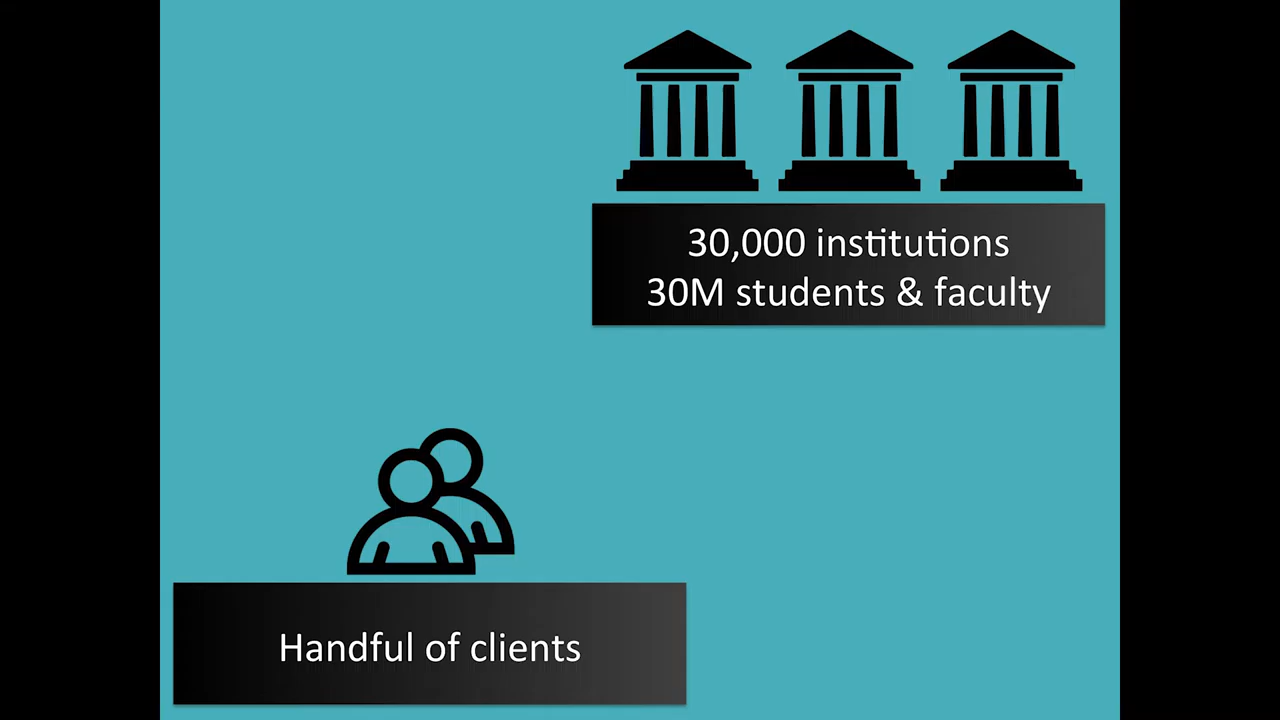 30,000 institutions
30M students & faculty
Handful of clients